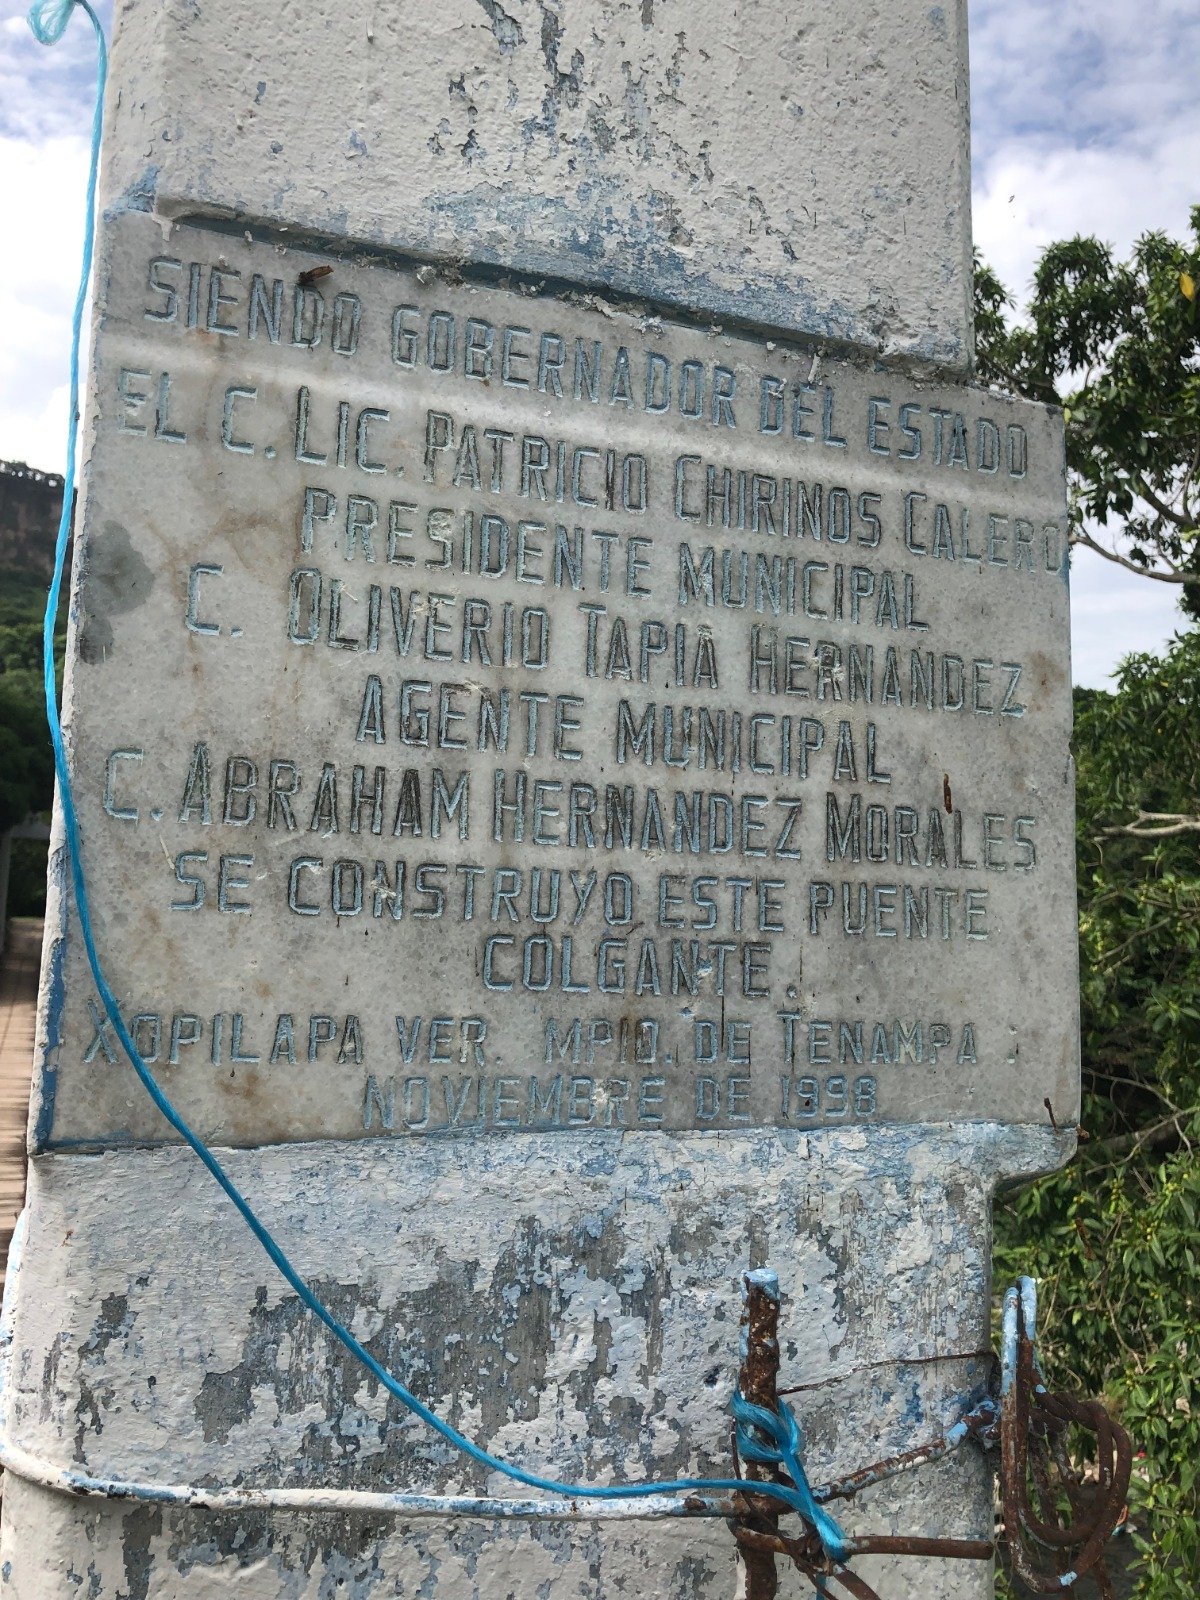 SIENDO GOBERNADOR DEL ESTADO
EL C. LIC. PATRICIO CHIRINOS CALERO
PRESIDENTE MUNICIPAL
C. OLIVERIO TAPIA HERNANDEZ
AGENTE MUNICIPAL
C. ABRAHAM HERNANDEZ MORALES
SE CONSTRUYO ESTE PUENTE
COLGANTE.
XOPILAPA VER. MPIO. DE TENAMPA.
NOVIEMBRE DE 1998